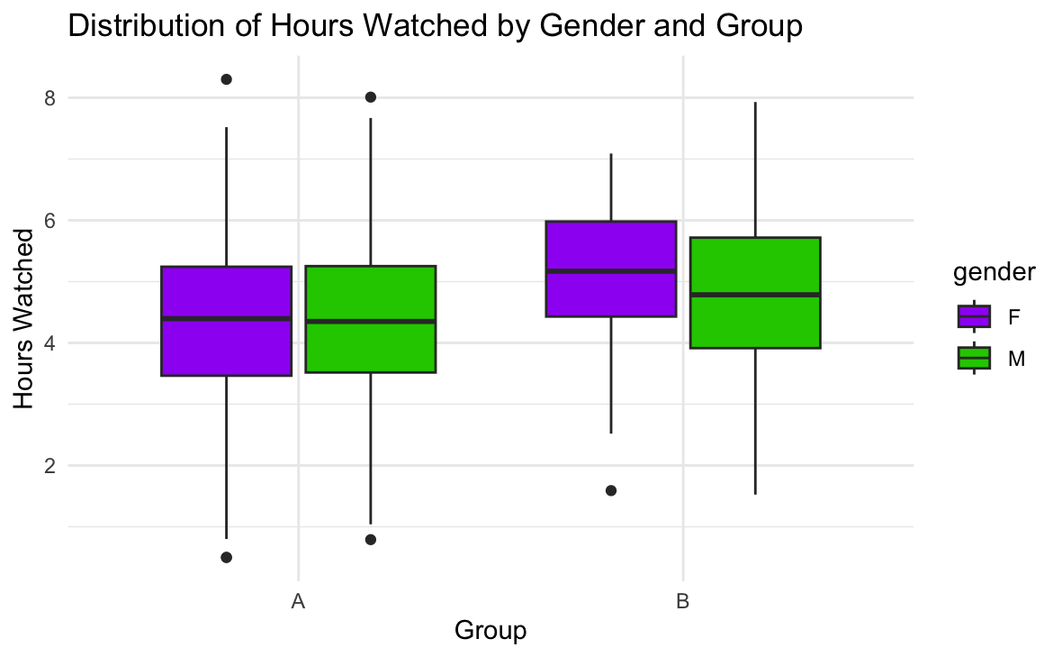 Distribution of Hours Watched by Gender and Group
8
6
4
2
Hours Watched
A
B
Group
gender
F
M